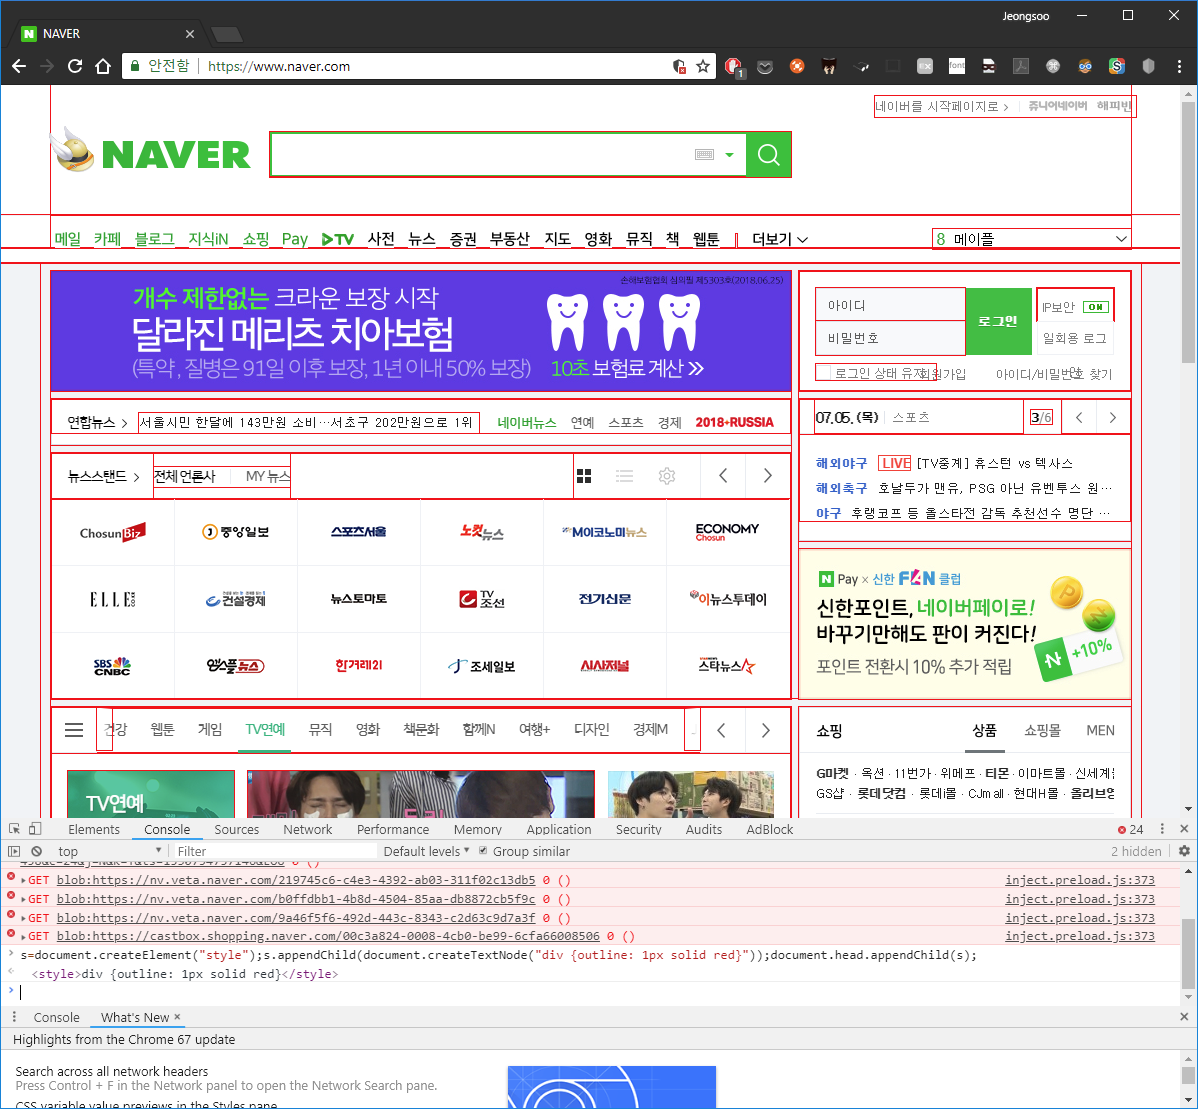 Jeongsoo
NAVER
안전함 https://www.naver.com
1
네이버를 시작페이지로 쥬니어네이버 해피빈
NAVER
메일 카페 블로그 지식iN 쇼핑 Pay TV 사전 뉴스 증권 부동산 지도 영화 뮤직 책 웹툰 더보기
8 메이플
손해보험협회 심의필 제5303호(2018.06.25)
개수 제한없는 크라운 보장 시작
달라진 메리츠 치아보험
(특약, 질병은 91일 이후 보장, 1년 이내 50% 보장) 10초 보험료 계산 »
아이디
비밀번호
로그인
IP보안 ON
일회용 로그
로그인 상태 유지 회원가입 아이디/비밀번호 찾기
연합뉴스 서울시민 한달에 143만원 소비…서초구 202만원으로 1위
네이버뉴스 연예 스포츠 경제 2018•RUSSIA
07.05. (목) 스포츠 3/6
뉴스스탠드 전체 언론사 MY 뉴스
해외야구 LIVE [TV중계] 휴스턴 vs 텍사스
해외축구 호날두가 맨유, PSG 아닌 유벤투스 원…
야구 후랭코프 등 올스타전 감독 추천선수 명단 …
ChosunBiz 중앙일보 스포츠서울 노컷뉴스 M이코노미뉴스 ECONOMY Chosun
ELLE 건설경제 뉴스토마토 TV조선 전기신문 이뉴스투데이
SBS CNBC 일간스포츠 한겨레21 조세일보 시사저널 스타뉴스
N Pay x 신한 FAN 클럽
신한포인트, 네이버페이로!
바꾸기만해도 판이 커진다!
포인트 전환시 10% 추가 적립
P N
N +10%
건강 웹툰 게임 TV연예 뮤직 영화 책문화 함께N 여행+ 디자인 경제M
쇼핑 상품 쇼핑몰 MEN
G마켓 · 옥션 · 11번가 · 위메프 · 티몬 · 이마트몰 · 신세계
GS샵 · 롯데닷컴 · 롯데i몰 · CJmall · 현대H몰 · 올리브영
TV연예
Elements Console Sources Network Performance Memory Application Security Audits AdBlock 24
top Filter Default levels Group similar 2 hidden
GET blob:https://nv.veta.naver.com/219745c6-c4e3-4392-ab03-311f02c13db5 0 () inject.preload.js:373
GET blob:https://nv.veta.naver.com/b0ffdbb1-4b8d-4504-85aa-db8872cb5f9c 0 () inject.preload.js:373
GET blob:https://nv.veta.naver.com/9a46f5f6-492d-443c-8343-c2d63c9d7a3f 0 () inject.preload.js:373
GET blob:https://castbox.shopping.naver.com/00c3a824-0008-4cb0-be99-6cfa66008506 0 () inject.preload.js:373
s=document.createElement("style");s.appendChild(document.createTextNode("div {outline: 1px solid red}"));document.head.appendChild(s);
<style>div {outline: 1px solid red}</style>
Console What's New ×
Highlights from the Chrome 67 update
Search across all network headers
Press Control + F in the Network panel to open the Network Search pane.
CSS variable value previews in the Styles pane